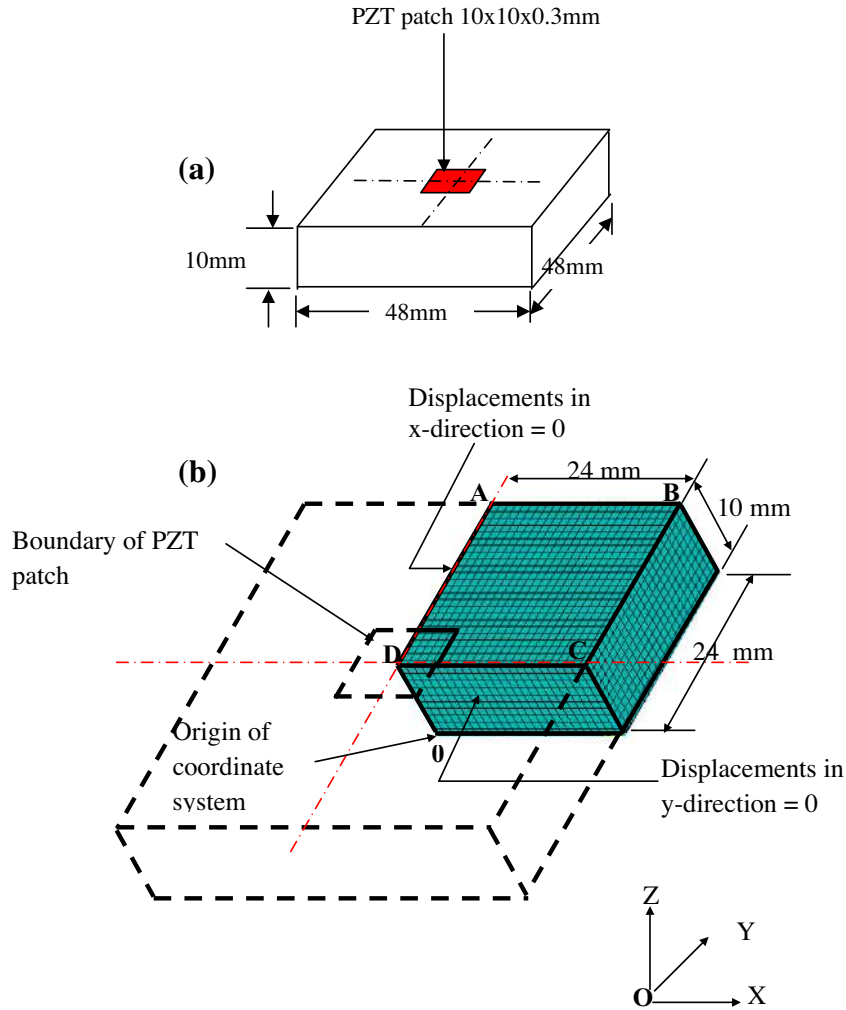 PZT patch 10x10x0.3mm
(a)
10mm
48mm
48mm
Displacements in
x-direction = 0
(b)
24 mm
A
B
10 mm
Boundary of PZT
patch
D
C
24 mm
Origin of
coordinate
system
0
Displacements in
y-direction = 0
Z
Y
O
X